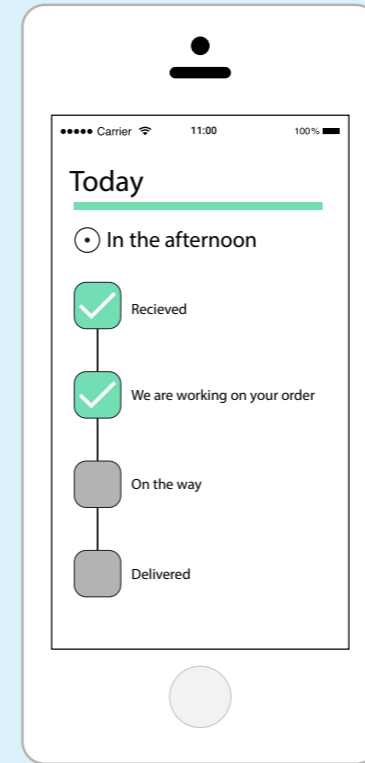 Carrier 11:00 100%
Today
In the afternoon
Recieved
We are working on your order
On the way
Delivered